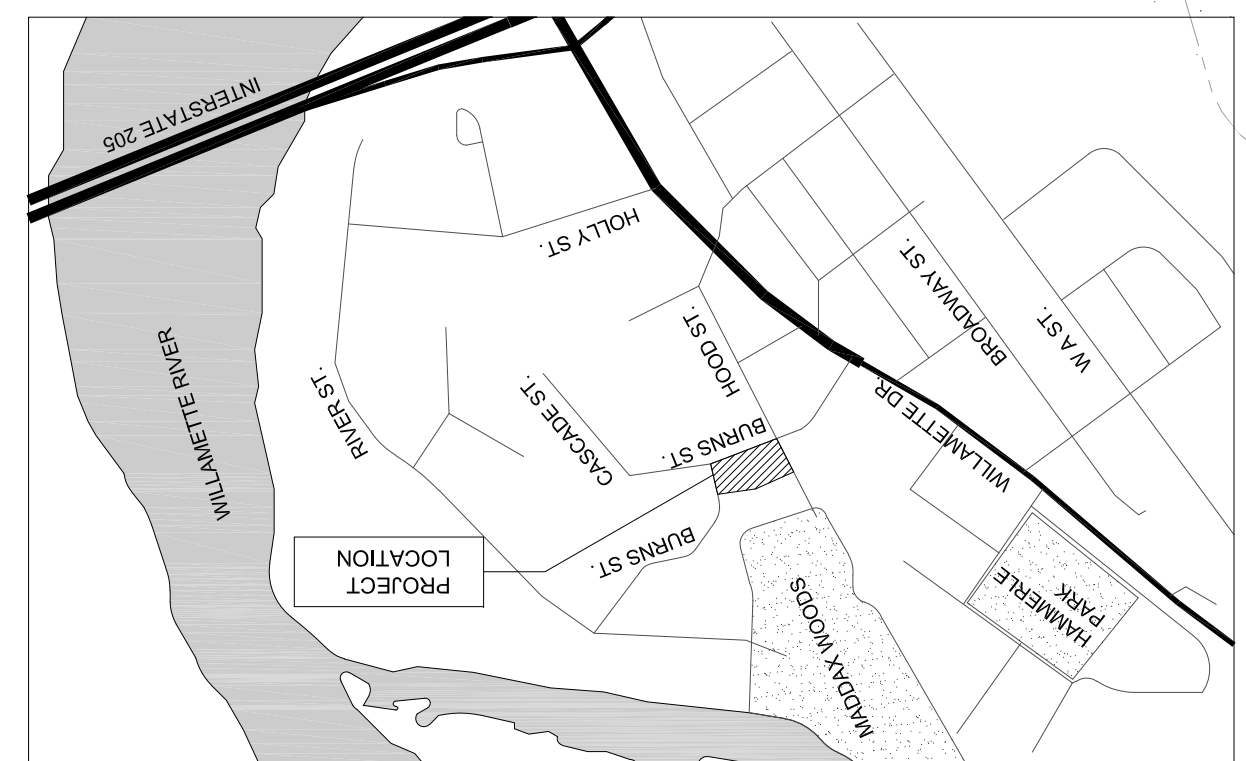 HAMMERLE
PARK
MADDAX WOODS
BURNS ST.
PROJECT
LOCATION
WILLAMETTE DR.
BURNS ST.
CASCADE ST.
RIVER ST.
WILLAMETTE RIVER
HOOD ST.
W A ST.
BROADWAY ST.
HOLLY ST.
INTERSTATE 205